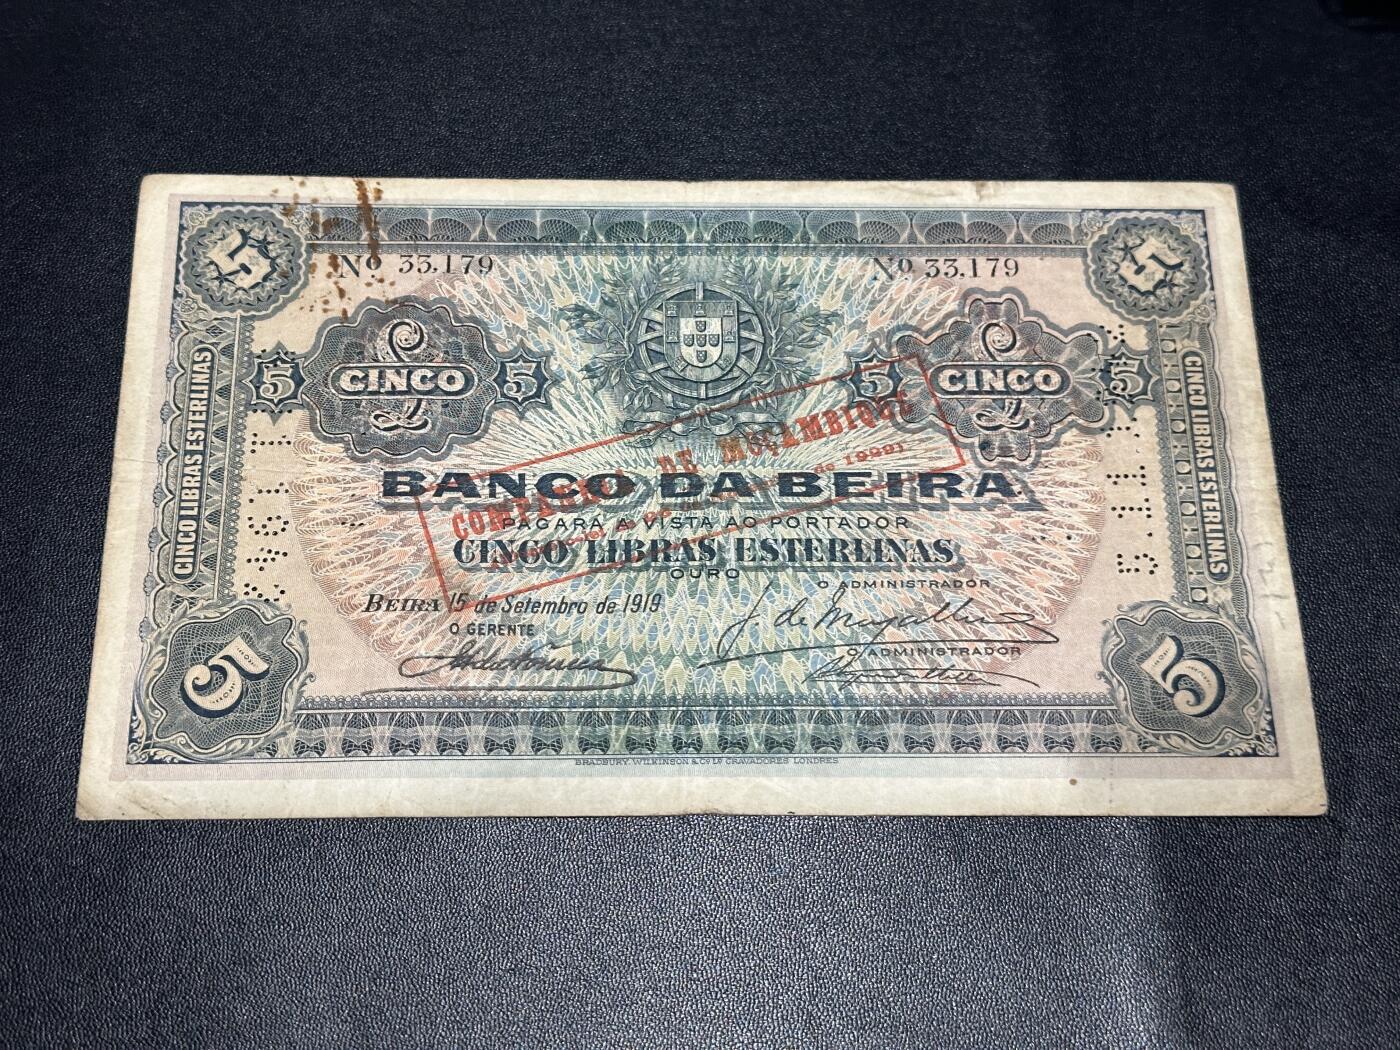 5
5
Nº 33.179
Nº 33.179
£
CINCO
£
5
5
5
£
CINCO
£
5
CINCO LIBRAS ESTERLINAS
CINCO LIBRAS ESTERLINAS
COMPANHIA DE MOÇAMBIQUE
BANCO DA BEIRA
PAGARÁ Á VISTA AO PORTADOR
CINCO LIBRAS ESTERLINAS
OURO
BEIRA 15 de Setembro de 1919
O GERENTE
O ADMINISTRADOR
O ADMINISTRADOR
5
5
BRADBURY, WILKINSON & Cº Lº GRAVADORES LONDRES